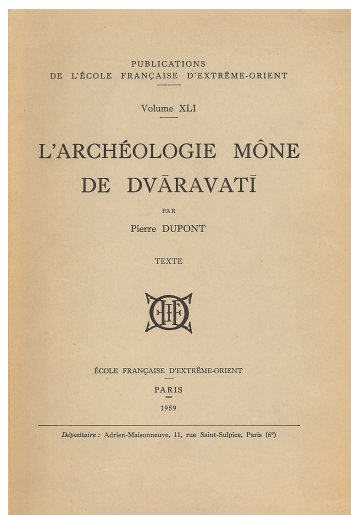 PUBLICATIONS
DE L'ÉCOLE FRANÇAISE D'EXTRÊME-ORIENT
Volume XLI
L'ARCHÉOLOGIE MÔNE
DE DVĀRAVATĪ
PAR
Pierre DUPONT
TEXTE
ÉCOLE FRANÇAISE D'EXTRÊME-ORIENT
PARIS
1959
Dépositaire : Adrien-Maisonneuve, 11, rue Saint-Sulpice, Paris (6ᵉ)